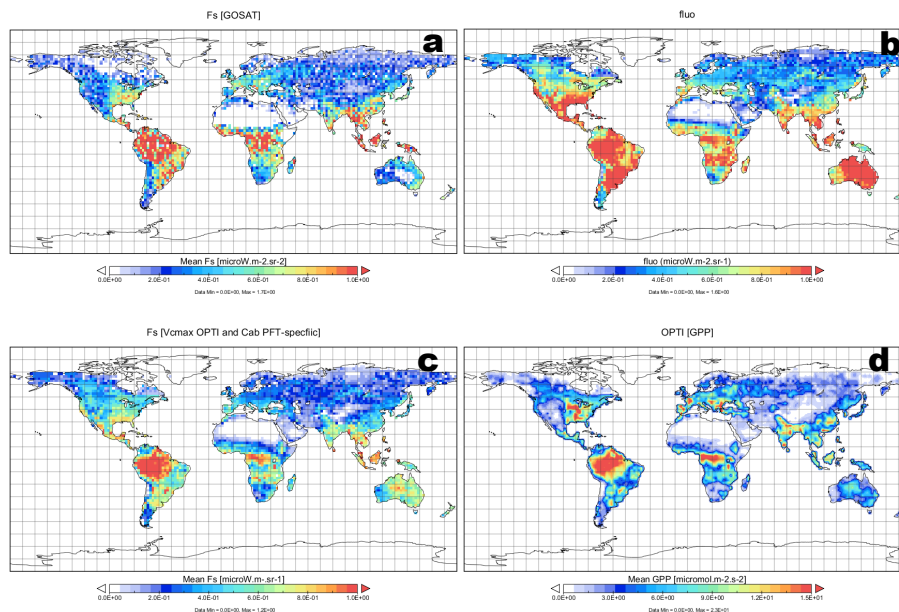 Fs [GOSAT]
a
Mean Fs [microW.m-2.sr-2]
0.0E+00 2.0E-01 4.0E-01 6.0E-01 8.0E-01 1.0E+00
Data Min = 0.0E+00, Max = 1.7E+00
fluo
b
fluo (microW.m-2.sr-1)
0.0E+00 2.0E-01 4.0E-01 6.0E-01 8.0E-01 1.0E+00
Data Min = 0.0E+00, Max = 1.6E+00
Fs [Vcmax OPTI and Cab PFT-specfiic]
c
Mean Fs [microW.m-.sr-1]
0.0E+00 2.0E-01 4.0E-01 6.0E-01 8.0E-01 1.0E+00
Data Min = 0.0E+00, Max = 1.2E+00
OPTI [GPP]
d
Mean GPP [micromol.m-2.s-2]
0.0E+00 3.0E+00 6.0E+00 9.0E+00 1.2E+01 1.5E+01
Data Min = 0.0E+00, Max = 2.3E+01